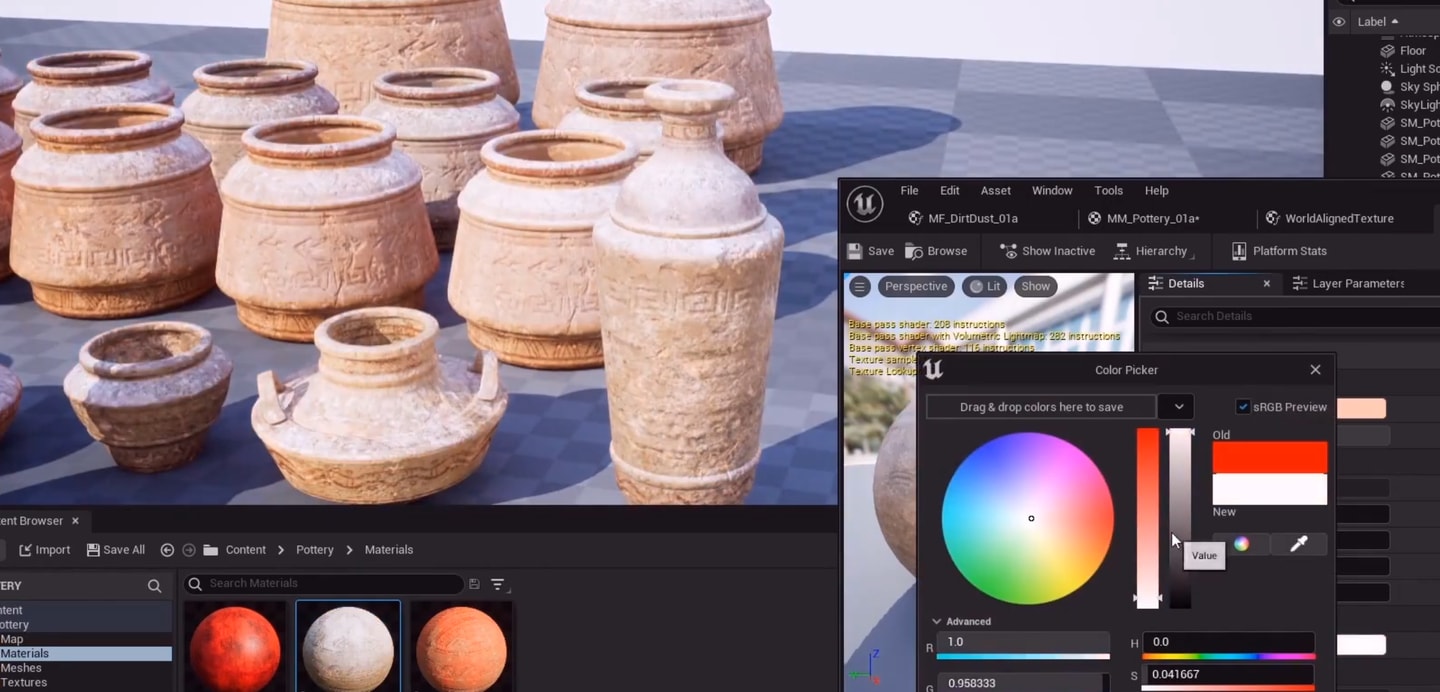 Label
Floor
Light So
Sky Sph
SkyLigh
SM_Pot
SM_Pot
SM_Pot
File Edit Asset Window Tools Help
MF_DirtDust_01a MM_Pottery_01a* WorldAlignedTexture
Save Browse Show Inactive Hierarchy Platform Stats
Perspective Lit Show
Details × Layer Parameters
Search Details
Base pass shader: 208 instructions
Base pass shader with Volumetric Lightmap: 282 instructions
Base pass vertex shader: 116 instructions
Texture sample
Texture Lookup
Color Picker
Drag & drop colors here to save
sRGB Preview
Old
New
Value
Advanced
R 1.0 H 0.0
G 0.958333 S 0.041667
Z
tent Browser ×
Import Save All Content > Pottery > Materials
ERY
Search Materials
ntent
ottery
Map
Materials
Meshes
Textures